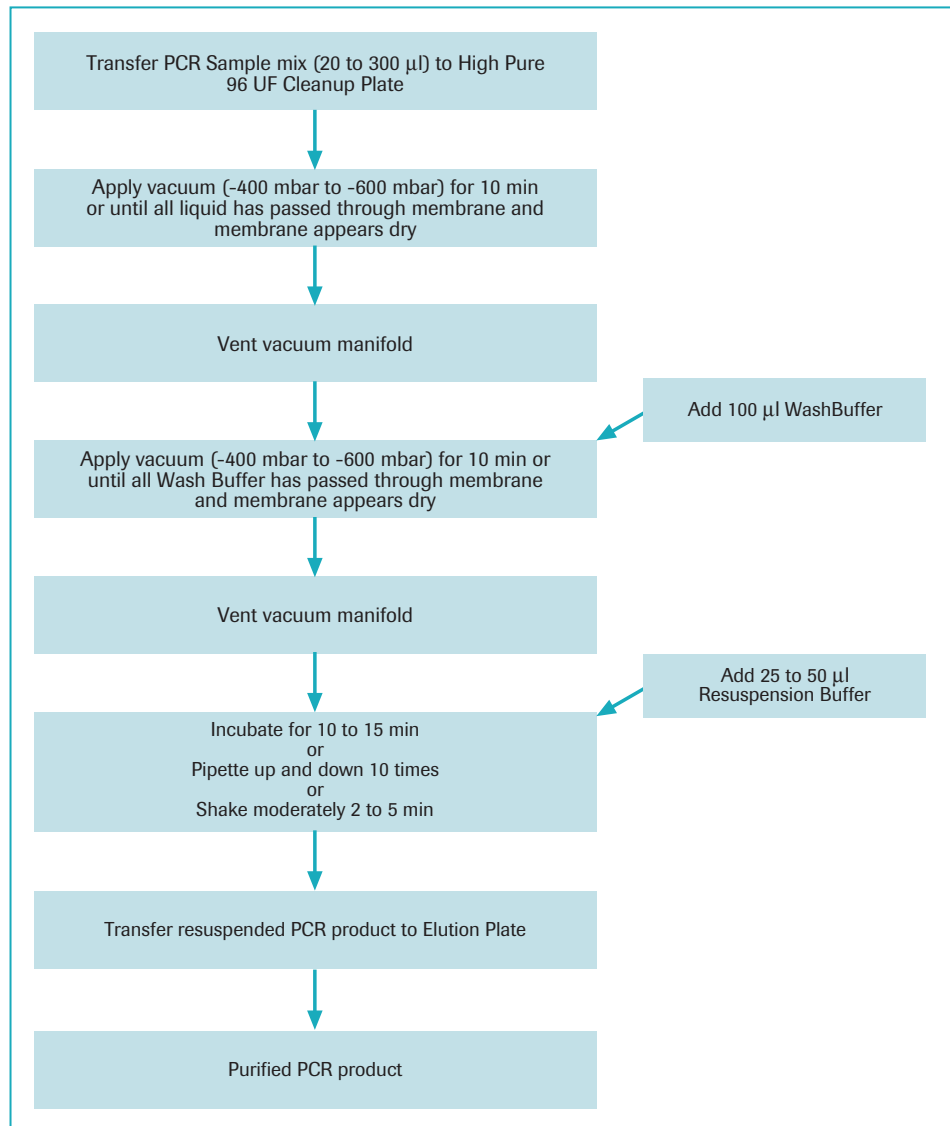 Transfer PCR Sample mix (20 to 300 µl) to High Pure
96 UF Cleanup Plate
Apply vacuum (-400 mbar to -600 mbar) for 10 min
or until all liquid has passed through membrane and
membrane appears dry
Vent vacuum manifold
Add 100 µl WashBuffer
Apply vacuum (-400 mbar to -600 mbar) for 10 min or
until all Wash Buffer has passed through membrane
and membrane appears dry
Vent vacuum manifold
Add 25 to 50 µl
Resuspension Buffer
Incubate for 10 to 15 min
or
Pipette up and down 10 times
or
Shake moderately 2 to 5 min
Transfer resuspended PCR product to Elution Plate
Purified PCR product